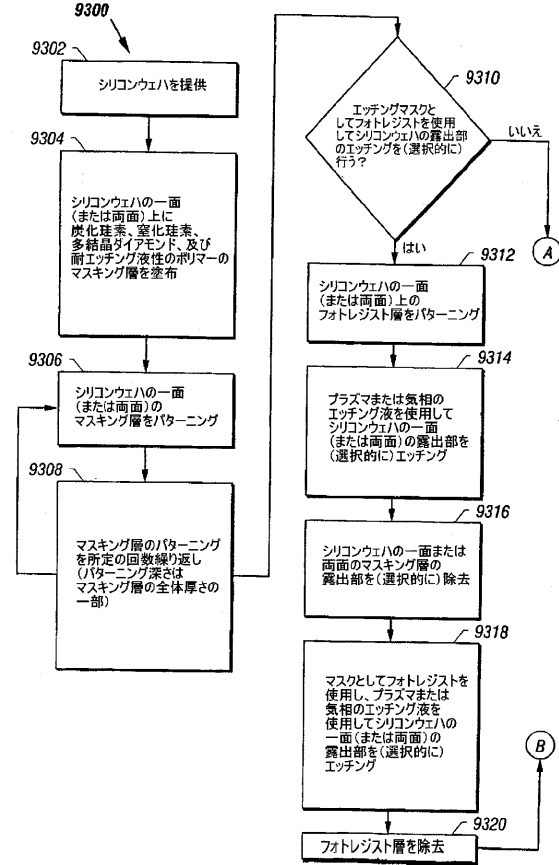 9300
9302
シリコンウェハを提供
9304
シリコンウェハの一面
(または両面)上に
炭化珪素、窒化珪素、
多結晶ダイアモンド、及び
耐エッチング液性のポリマーの
マスキング層を塗布
9306
シリコンウェハの一面
(または両面)の
マスキング層をパターニング
9308
マスキング層のパターニング
を所定の回数繰り返し
(パターニング深さは
マスキング層の全体厚さの
一部)
9310
エッチングマスクと
してフォトレジストを使用
してシリコンウェハの露出部
のエッチングを(選択的に)
行う?
いいえ
A
はい
9312
シリコンウェハの一面
(または両面)上の
フォトレジスト層をパターニング
9314
プラズマまたは気相の
エッチング液を使用して
シリコンウェハの一面
(または両面)の露出部を
(選択的に)エッチング
9316
シリコンウェハの一面または
両面のマスキング層の
露出部を(選択的に)除去
9318
マスクとしてフォトレジストを
使用し、プラズマまたは
気相のエッチング液を
使用してシリコンウェハの
一面(または両面)の
露出部を(選択的に)
エッチング
B
9320
フォトレジスト層を除去